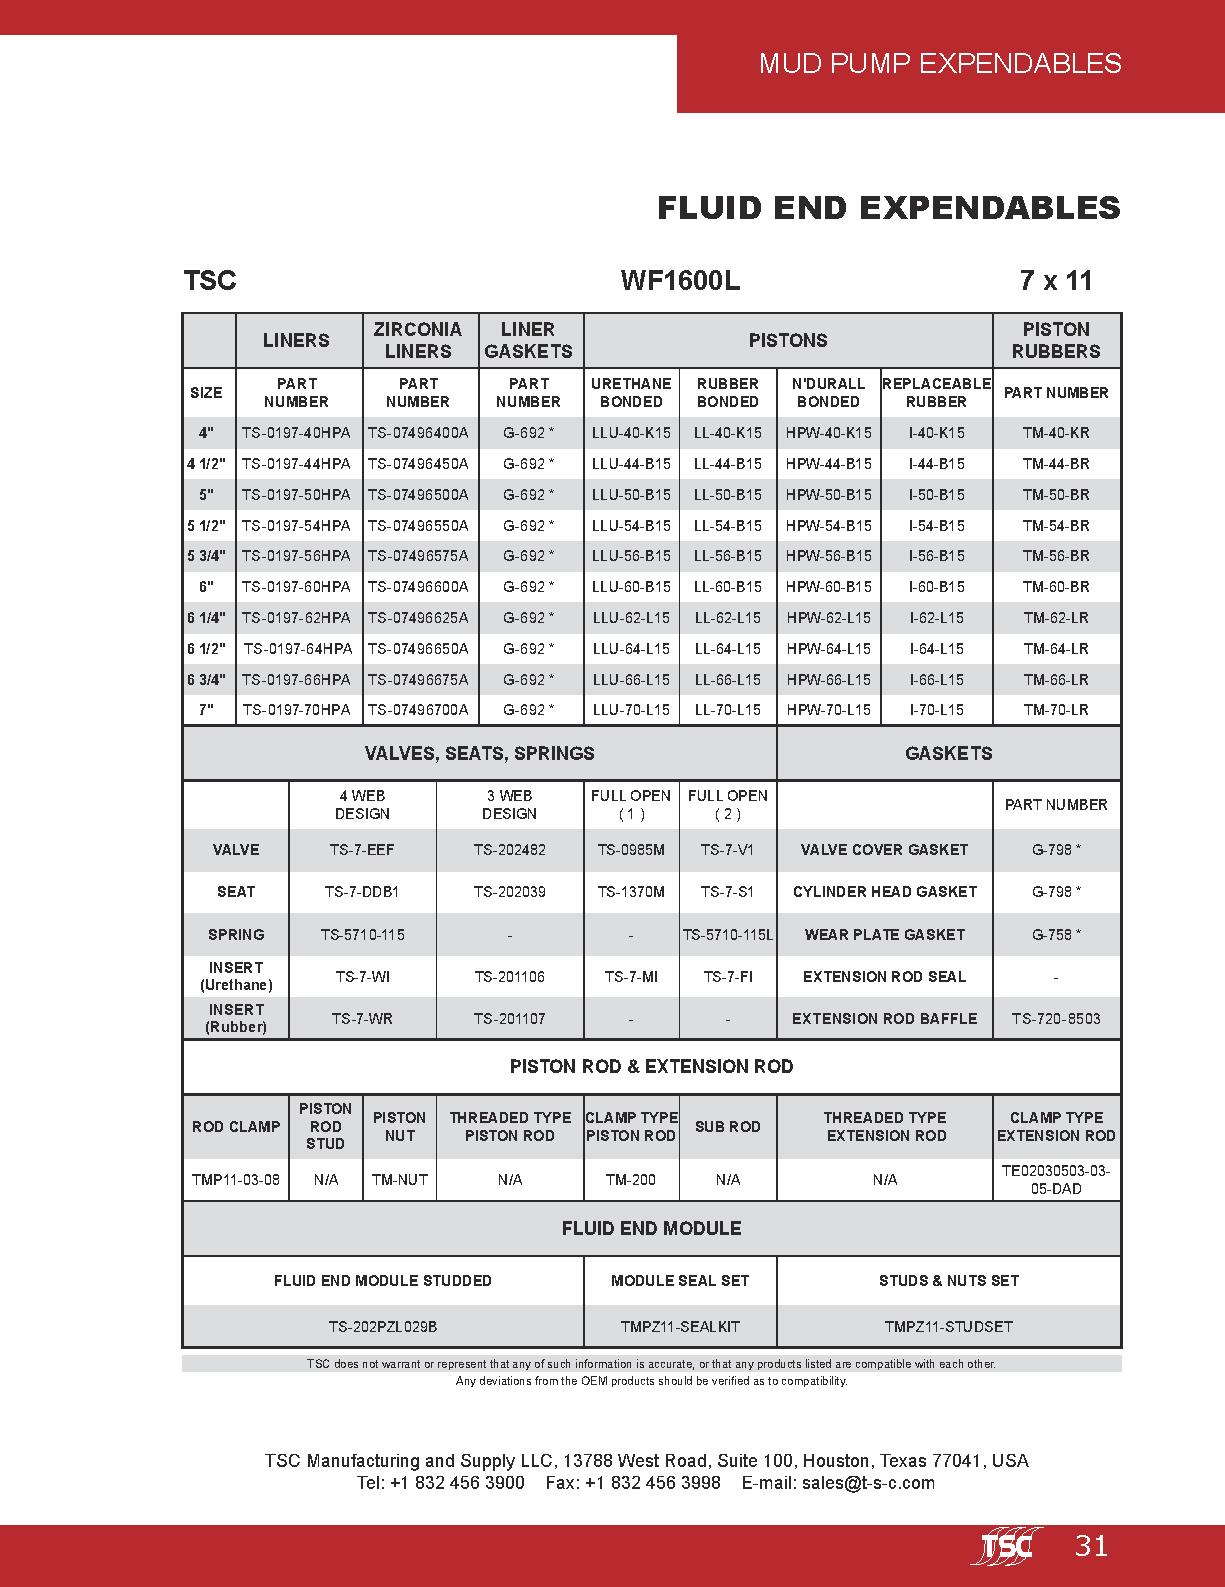 MUD PUMP EXPENDABLES
FLUID END EXPENDABLES
TSC WF1600L 7 x 11
LINERS ZIRCONIA LINERS LINER GASKETS PISTONS PISTON RUBBERS
SIZE PART NUMBER PART NUMBER PART NUMBER URETHANE BONDED RUBBER BONDED N'DURALL BONDED REPLACEABLE RUBBER PART NUMBER
4" TS-0197-40HPA TS-07496400A G-692 * LLU-40-K15 LL-40-K15 HPW-40-K15 I-40-K15 TM-40-KR
4 1/2" TS-0197-44HPA TS-07496450A G-692 * LLU-44-B15 LL-44-B15 HPW-44-B15 I-44-B15 TM-44-BR
5" TS-0197-50HPA TS-07496500A G-692 * LLU-50-B15 LL-50-B15 HPW-50-B15 I-50-B15 TM-50-BR
5 1/2" TS-0197-54HPA TS-07496550A G-692 * LLU-54-B15 LL-54-B15 HPW-54-B15 I-54-B15 TM-54-BR
5 3/4" TS-0197-56HPA TS-07496575A G-692 * LLU-56-B15 LL-56-B15 HPW-56-B15 I-56-B15 TM-56-BR
6" TS-0197-60HPA TS-07496600A G-692 * LLU-60-B15 LL-60-B15 HPW-60-B15 I-60-B15 TM-60-BR
6 1/4" TS-0197-62HPA TS-07496625A G-692 * LLU-62-L15 LL-62-L15 HPW-62-L15 I-62-L15 TM-62-LR
6 1/2" TS-0197-64HPA TS-07496650A G-692 * LLU-64-L15 LL-64-L15 HPW-64-L15 I-64-L15 TM-64-LR
6 3/4" TS-0197-66HPA TS-07496675A G-692 * LLU-66-L15 LL-66-L15 HPW-66-L15 I-66-L15 TM-66-LR
7" TS-0197-70HPA TS-07496700A G-692 * LLU-70-L15 LL-70-L15 HPW-70-L15 I-70-L15 TM-70-LR
VALVES, SEATS, SPRINGS GASKETS
4 WEB DESIGN 3 WEB DESIGN FULL OPEN ( 1 ) FULL OPEN ( 2 ) PART NUMBER
VALVE TS-7-EEF TS-202482 TS-0985M TS-7-V1 VALVE COVER GASKET G-798 *
SEAT TS-7-DDB1 TS-202039 TS-1370M TS-7-S1 CYLINDER HEAD GASKET G-798 *
SPRING TS-5710-115 - - TS-5710-115L WEAR PLATE GASKET G-758 *
INSERT (Urethane) TS-7-WI TS-201106 TS-7-MI TS-7-FI EXTENSION ROD SEAL -
INSERT (Rubber) TS-7-WR TS-201107 - - EXTENSION ROD BAFFLE TS-720-8503
PISTON ROD & EXTENSION ROD
ROD CLAMP PISTON ROD STUD PISTON NUT THREADED TYPE PISTON ROD CLAMP TYPE PISTON ROD SUB ROD THREADED TYPE EXTENSION ROD CLAMP TYPE EXTENSION ROD
TMP11-03-08 N/A TM-NUT N/A TM-200 N/A N/A TE02030503-03-05-DAD
FLUID END MODULE
FLUID END MODULE STUDDED MODULE SEAL SET STUDS & NUTS SET
TS-202PZL029B TMPZ11-SEALKIT TMPZ11-STUDSET
TSC does not warrant or represent that any of such information is accurate, or that any products listed are compatible with each other.
Any deviations from the OEM products should be verified as to compatibility.
TSC Manufacturing and Supply LLC, 13788 West Road, Suite 100, Houston, Texas 77041, USA
Tel: +1 832 456 3900 Fax: +1 832 456 3998 E-mail: sales@t-s-c.com
TSC 31